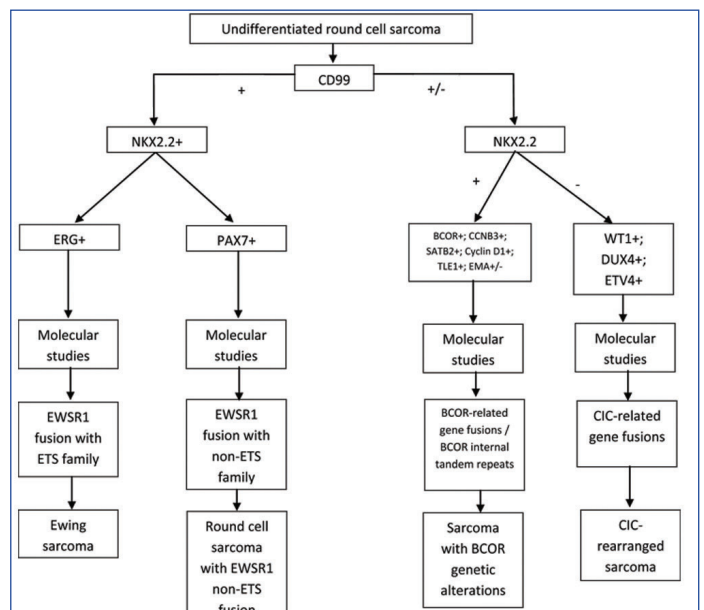 Undifferentiated round cell sarcoma
CD99
+
+/-
NKX2.2+
NKX2.2
+
-
ERG+
PAX7+
BCOR+; CCNB3+;
SATB2+; Cyclin D1+;
TLE1+; EMA+/-
WT1+;
DUX4+;
ETV4+
Molecular
studies
Molecular
studies
Molecular
studies
Molecular
studies
EWSR1
fusion with
ETS family
EWSR1
fusion with
non-ETS
family
BCOR-related
gene fusions /
BCOR internal
tandem repeats
CIC-related
gene fusions
Ewing
sarcoma
Round cell
sarcoma
with EWSR1
non-ETS
fusion
Sarcoma
with BCOR
genetic
alterations
CIC-
rearranged
sarcoma